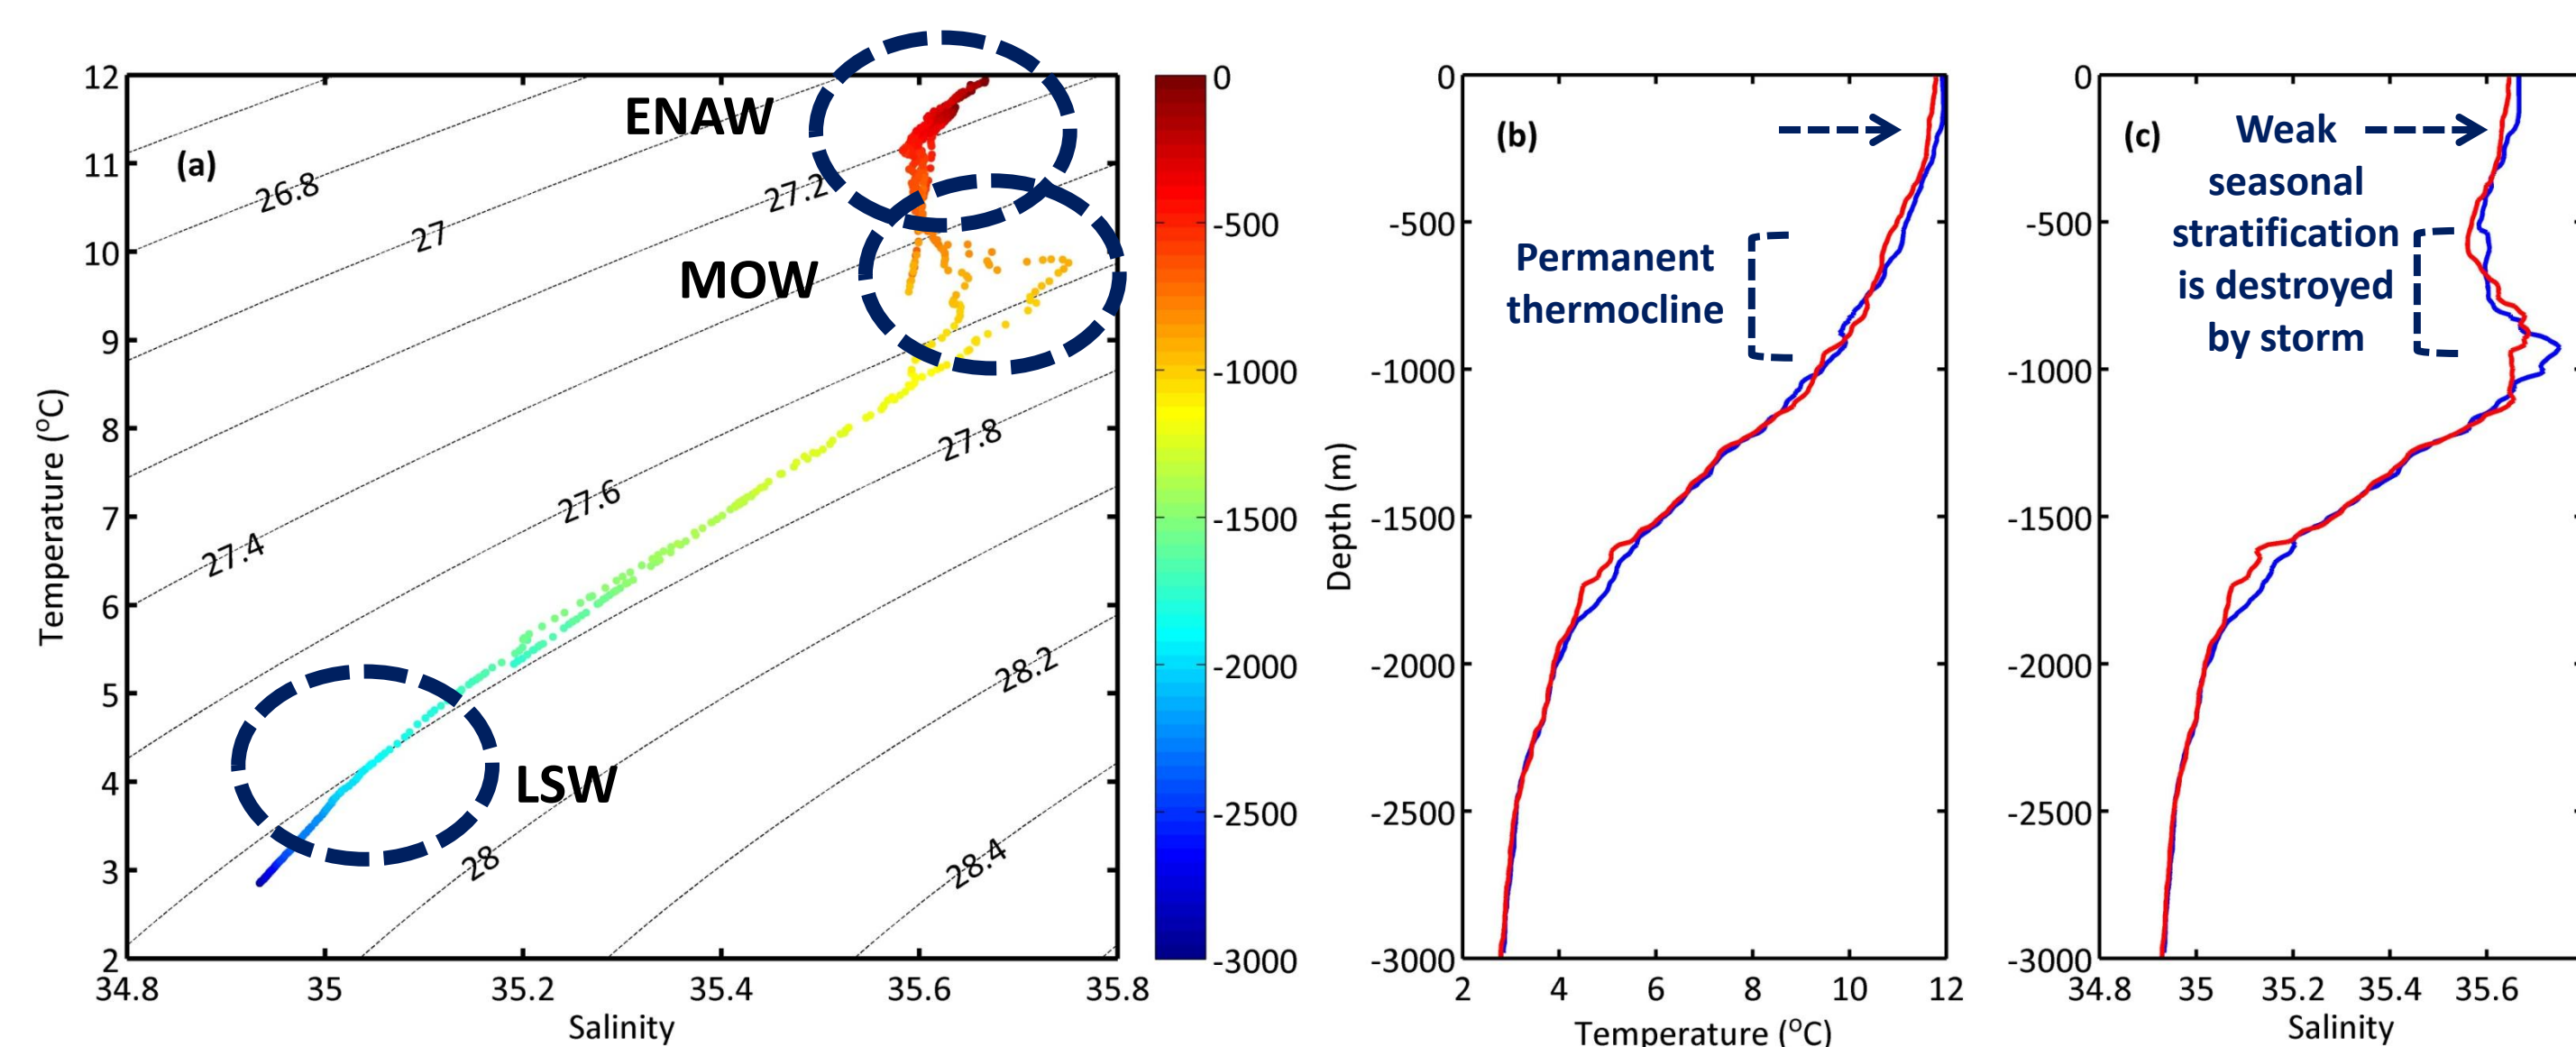 (a)
ENAW
MOW
LSW
26.8
27
27.2
27.4
27.6
27.8
28
28.2
28.4
12
11
10
9
8
7
6
5
4
3
2
34.8 35 35.2 35.4 35.6 35.8
Temperature (°C)
Salinity
0
-500
-1000
-1500
-2000
-2500
-3000
Depth (m)
(b)
Permanent
thermocline
0
-500
-1000
-1500
-2000
-2500
-3000
2 4 6 8 10 12
Temperature (°C)
(c)
Weak
seasonal
stratification
is destroyed
by storm
0
-500
-1000
-1500
-2000
-2500
-3000
34.8 35 35.2 35.4 35.6
Salinity